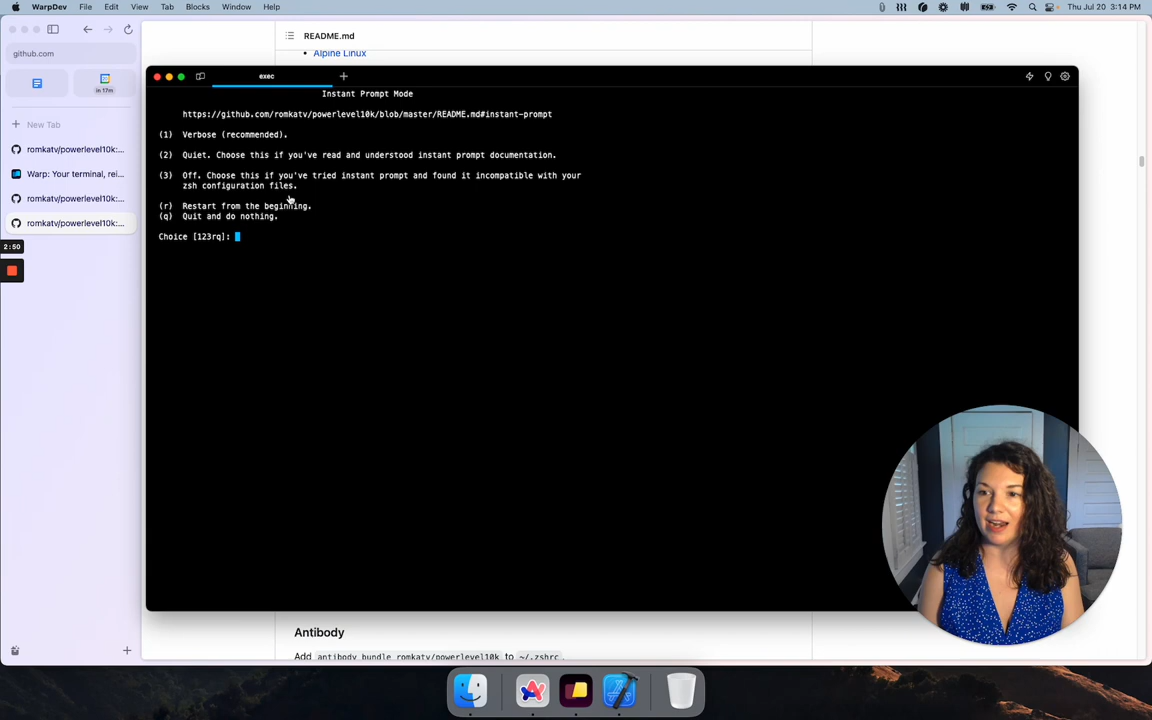 WarpDev File Edit View Tab Blocks Window Help
Thu Jul 20 3:14 PM
github.com
in 17m
New Tab
romkatv/powerlevel10k:...
Warp: Your terminal, rei...
romkatv/powerlevel10k:...
romkatv/powerlevel10k:...
2:50
README.md
Alpine Linux
exec
Instant Prompt Mode
https://github.com/romkatv/powerlevel10k/blob/master/README.md#instant-prompt
(1) Verbose (recommended).
(2) Quiet. Choose this if you've read and understood instant prompt documentation.
(3) Off. Choose this if you've tried instant prompt and found it incompatible with your
zsh configuration files.
(r) Restart from the beginning.
(q) Quit and do nothing.
Choice [123rq]:
Antibody
Add antibody bundle romkatv/powerlevel10k to ~/.zshrc.